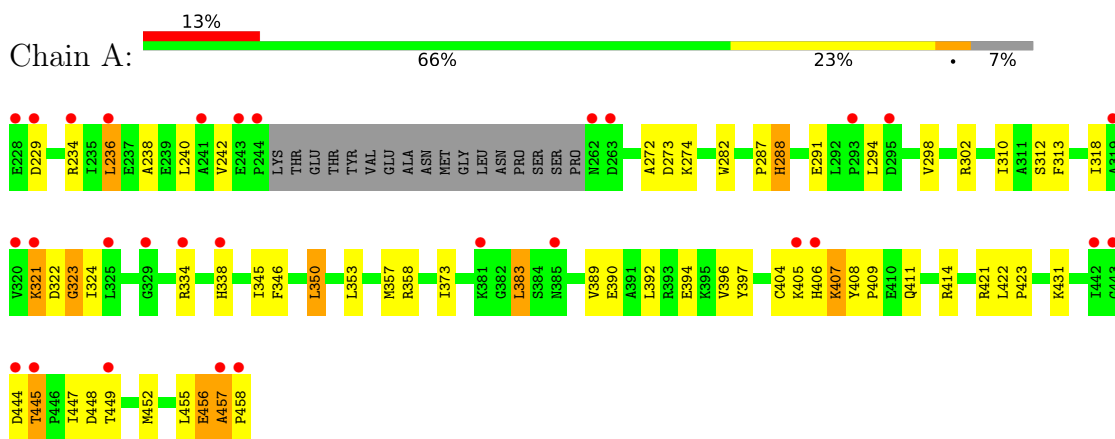 13%
Chain A:
66% 23% • 7%
E228 D229 R234 I235 L236 E237 A238 E239 L240 A241 V242 E243 P244 LYS THR GLU THR TYR VAL GLU ALA ASN MET GLY LEU ASN PRO SER SER PRO N262 D263 A272 D273 K274 W282 P287 H288 E291 L292 P293 L294 D295 V298 R302 I310 A311 S312 F313 I318 A319
V320 K321 D322 G323 I324 L325 G329 R334 H338 I345 F346 L350 L353 M357 R358 I373 K381 G382 L383 S384 N385 V389 E390 A391 L392 R393 E394 K395 V396 Y397 C404 K405 H406 K407 Y408 P409 E410 Q411 R414 R421 L422 P423 K431 I442
D444 T445 P446 I447 D448 T449 M452 L455 E456 A457 P458